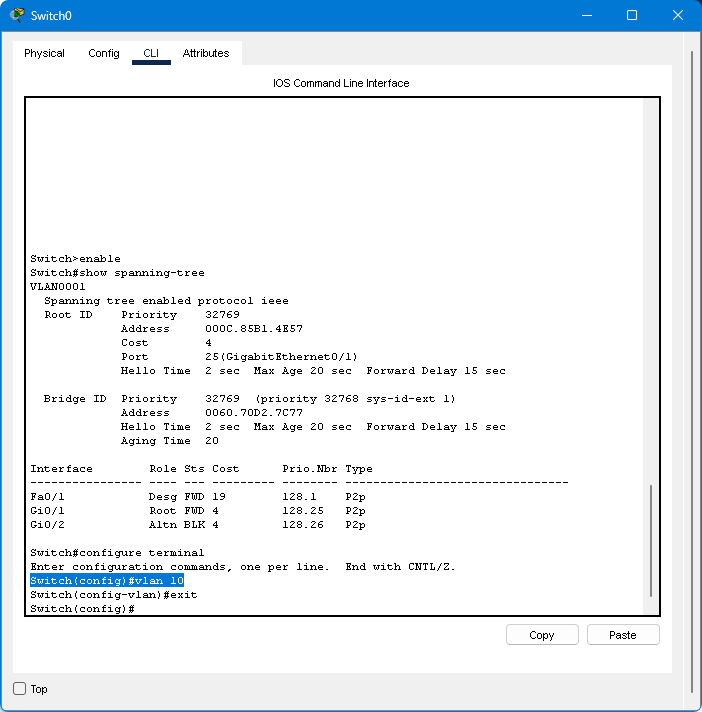 Switch0
Physical Config CLI Attributes
IOS Command Line Interface
Switch>enable
Switch#show spanning-tree
VLAN0001
  Spanning tree enabled protocol ieee
  Root ID    Priority    32769
             Address     000C.85B1.4E57
             Cost        4
             Port        25(GigabitEthernet0/1)
             Hello Time  2 sec  Max Age 20 sec  Forward Delay 15 sec
  Bridge ID  Priority    32769  (priority 32768 sys-id-ext 1)
             Address     0060.70D2.7C77
             Hello Time  2 sec  Max Age 20 sec  Forward Delay 15 sec
             Aging Time  20
Interface        Role Sts Cost      Prio.Nbr Type
---------------- ---- --- --------- -------- --------------------------------
Fa0/1            Desg FWD 19        128.1    P2p
Gi0/1            Root FWD 4         128.25   P2p
Gi0/2            Altn BLK 4         128.26   P2p
Switch#configure terminal
Enter configuration commands, one per line.  End with CNTL/Z.
Switch(config)#vlan 10
Switch(config-vlan)#exit
Switch(config)#
Copy Paste
Top